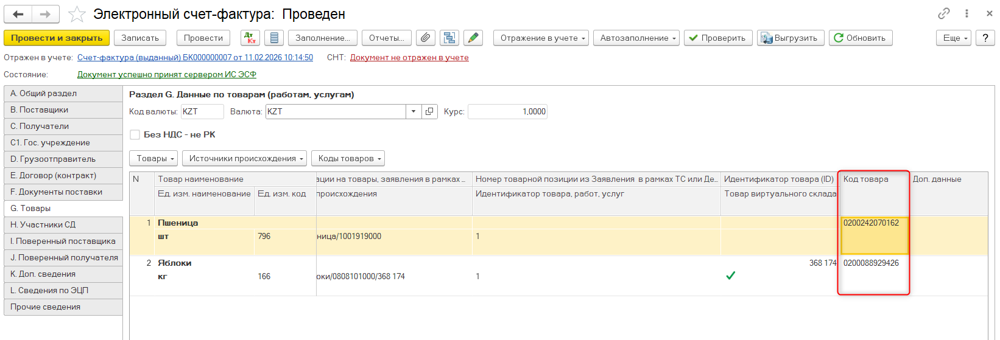 Электронный счет-фактура: Проведен
Провести и закрыть Записать Провести Дт Кт Заполнение... Отчеты... Отражение в учете Автозаполнение Проверить Выгрузить Обновить Еще ?
Отражен в учете: Счет-фактура (выданный) БК000000007 от 11.02.2026 10:14:50 СНТ: Документ не отражен в учете
Состояние: Документ успешно принят сервером ИС ЭСФ
A. Общий раздел
B. Поставщики
C. Получатели
C1. Гос. учреждение
D. Грузоотправитель
E. Договор (контракт)
F. Документы поставки
G. Товары
H. Участники СД
I. Поверенный поставщика
J. Поверенный получателя
K. Доп. сведения
L. Сведения по ЭЦП
Прочие сведения
Раздел G. Данные по товарам (работам, услугам)
Код валюты: KZT Валюта: KZT Курс: 1,0000
Без НДС - не РК
Товары Источники происхождения Коды товаров
N Товар наименование ации на товары, заявления в рамках ... Номер товарной позиции из Заявления в рамках ТС или Де... Идентификатор товара (ID) Код товара Доп. данные
Ед. изм. наименование Ед. изм. код происхождения Идентификатор товара, работ, услуг Товар виртуального склада
1 Пшеница 0200242070162
шт 796 ница/1001919000 1
2 Яблоки 368 174 0200088929426
кг 166 оки/0808101000/368 174 1